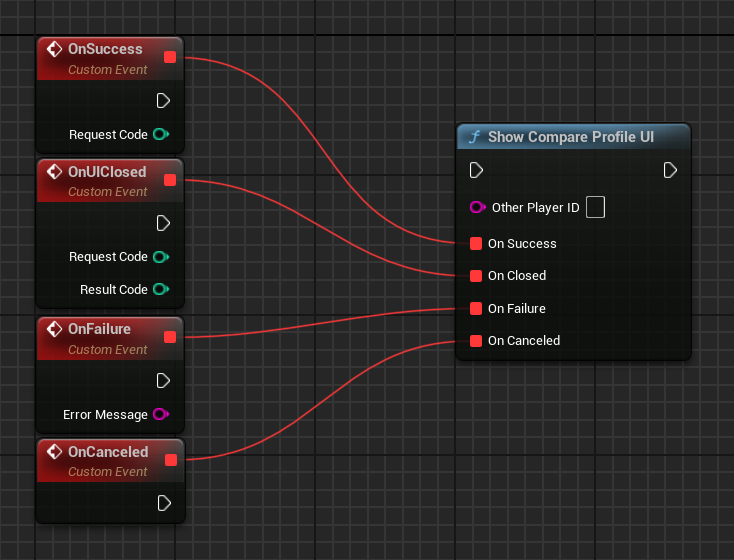 OnSuccess
Custom Event
Request Code
OnUIClosed
Custom Event
Request Code
Result Code
OnFailure
Custom Event
Error Message
OnCanceled
Custom Event
f Show Compare Profile UI
Other Player ID
On Success
On Closed
On Failure
On Canceled